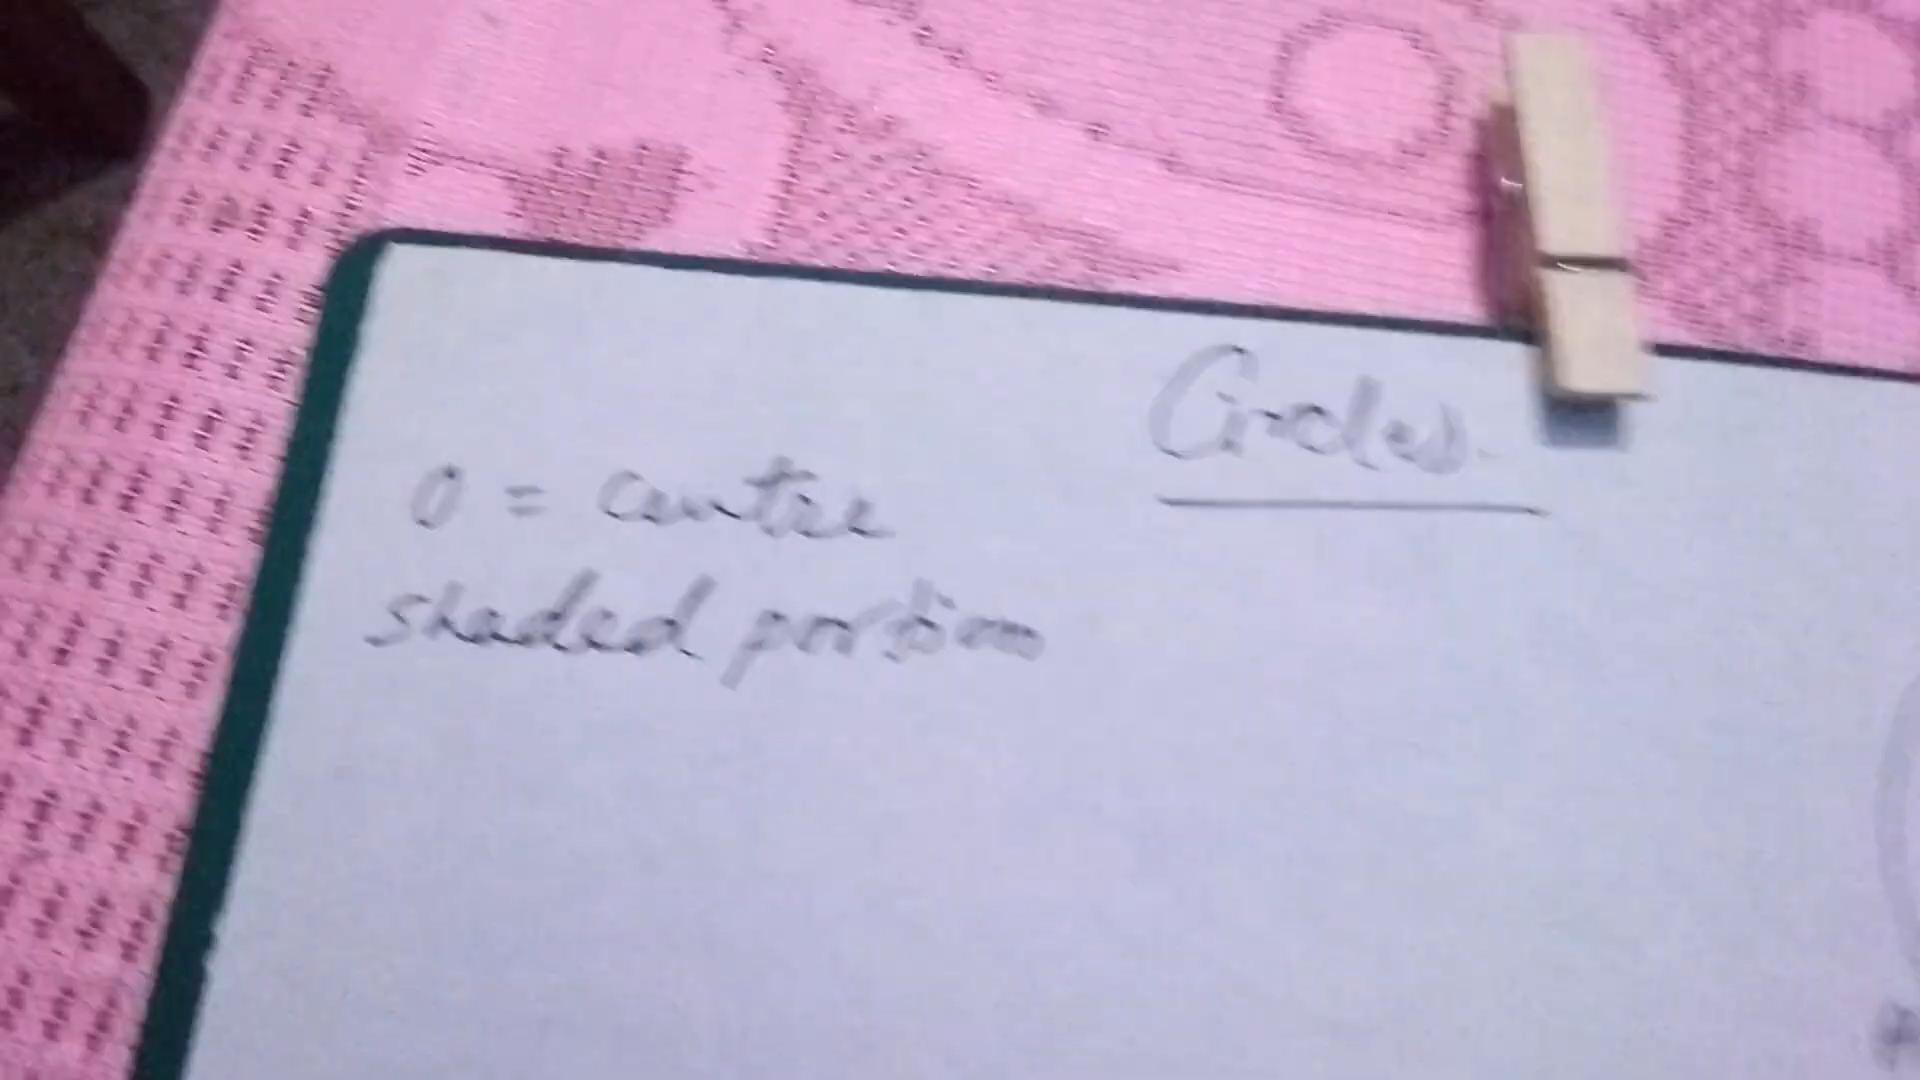 Circles.
O = centre
shaded portion